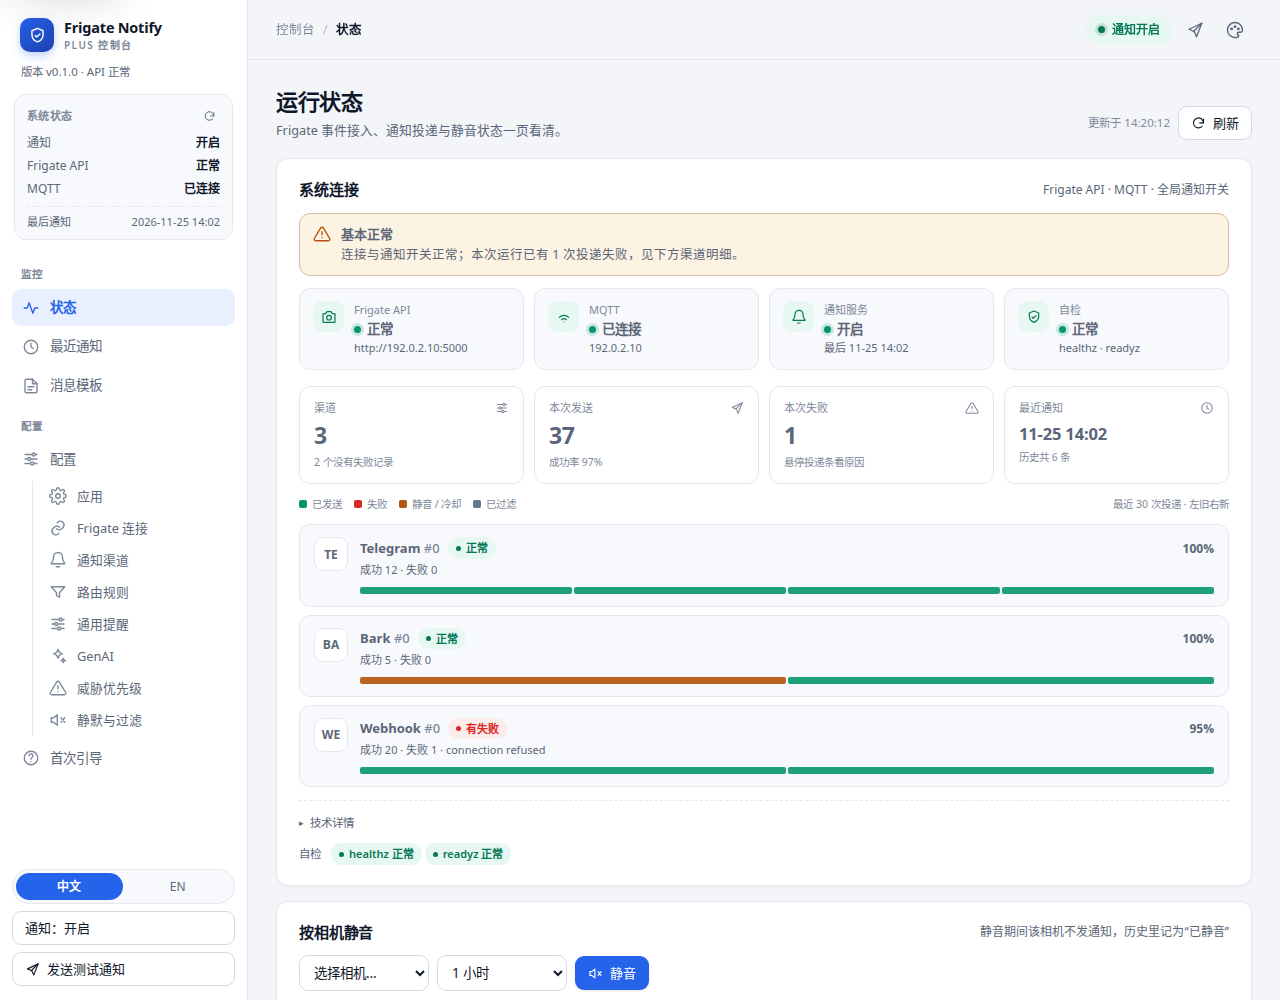 Frigate Notify
PLUS 控制台
版本 v0.1.0 · API 正常
系统状态
通知 开启
Frigate API 正常
MQTT 已连接
最后通知 2026-11-25 14:02
监控
状态
最近通知
消息模板
配置
配置
应用
Frigate 连接
通知渠道
路由规则
通用提醒
GenAI
威胁优先级
静默与过滤
首次引导
中文 EN
通知：开启
发送测试通知
控制台 / 状态
通知开启
运行状态
Frigate 事件接入、通知投递与静音状态一页看清。
更新于 14:20:12 刷新
系统连接
Frigate API · MQTT · 全局通知开关
基本正常
连接与通知开关正常；本次运行已有 1 次投递失败，见下方渠道明细。
Frigate API
正常
http://192.0.2.10:5000
MQTT
已连接
192.0.2.10
通知服务
开启
最后 11-25 14:02
自检
正常
healthz · readyz
渠道
3
2 个没有失败记录
本次发送
37
成功率 97%
本次失败
1
悬停投递条看原因
最近通知
11-25 14:02
历史共 6 条
已发送 失败 静音 / 冷却 已过滤
最近 30 次投递 · 左旧右新
TE
Telegram #0 正常 100%
成功 12 · 失败 0
BA
Bark #0 正常 100%
成功 5 · 失败 0
WE
Webhook #0 有失败 95%
成功 20 · 失败 1 · connection refused
▸ 技术详情
自检 healthz 正常 readyz 正常
按相机静音
静音期间该相机不发通知，历史里记为“已静音”
选择相机... 1 小时 静音